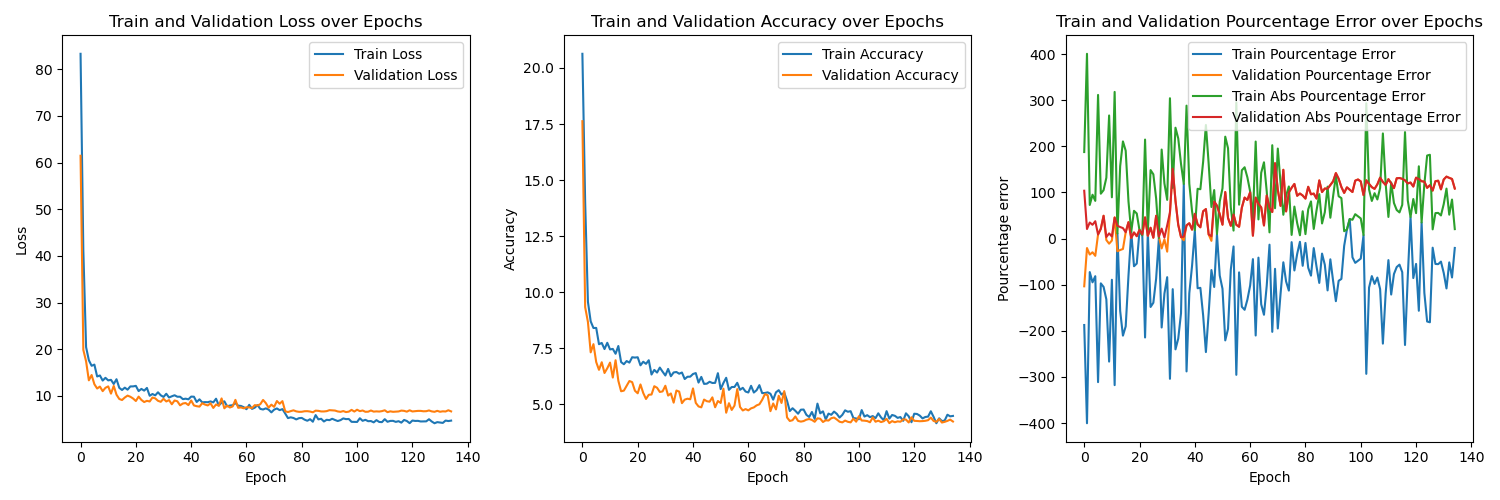 Train and Validation Loss over Epochs
Train Loss
Validation Loss
80
70
60
50
40
30
20
10
Loss
0 20 40 60 80 100 120 140
Epoch
Train and Validation Accuracy over Epochs
Train Accuracy
Validation Accuracy
20.0
17.5
15.0
12.5
10.0
7.5
5.0
Accuracy
0 20 40 60 80 100 120 140
Epoch
Train and Validation Pourcentage Error over Epochs
Train Pourcentage Error
Validation Pourcentage Error
Train Abs Pourcentage Error
Validation Abs Pourcentage Error
400
300
200
100
0
−100
−200
−300
−400
Pourcentage error
0 20 40 60 80 100 120 140
Epoch